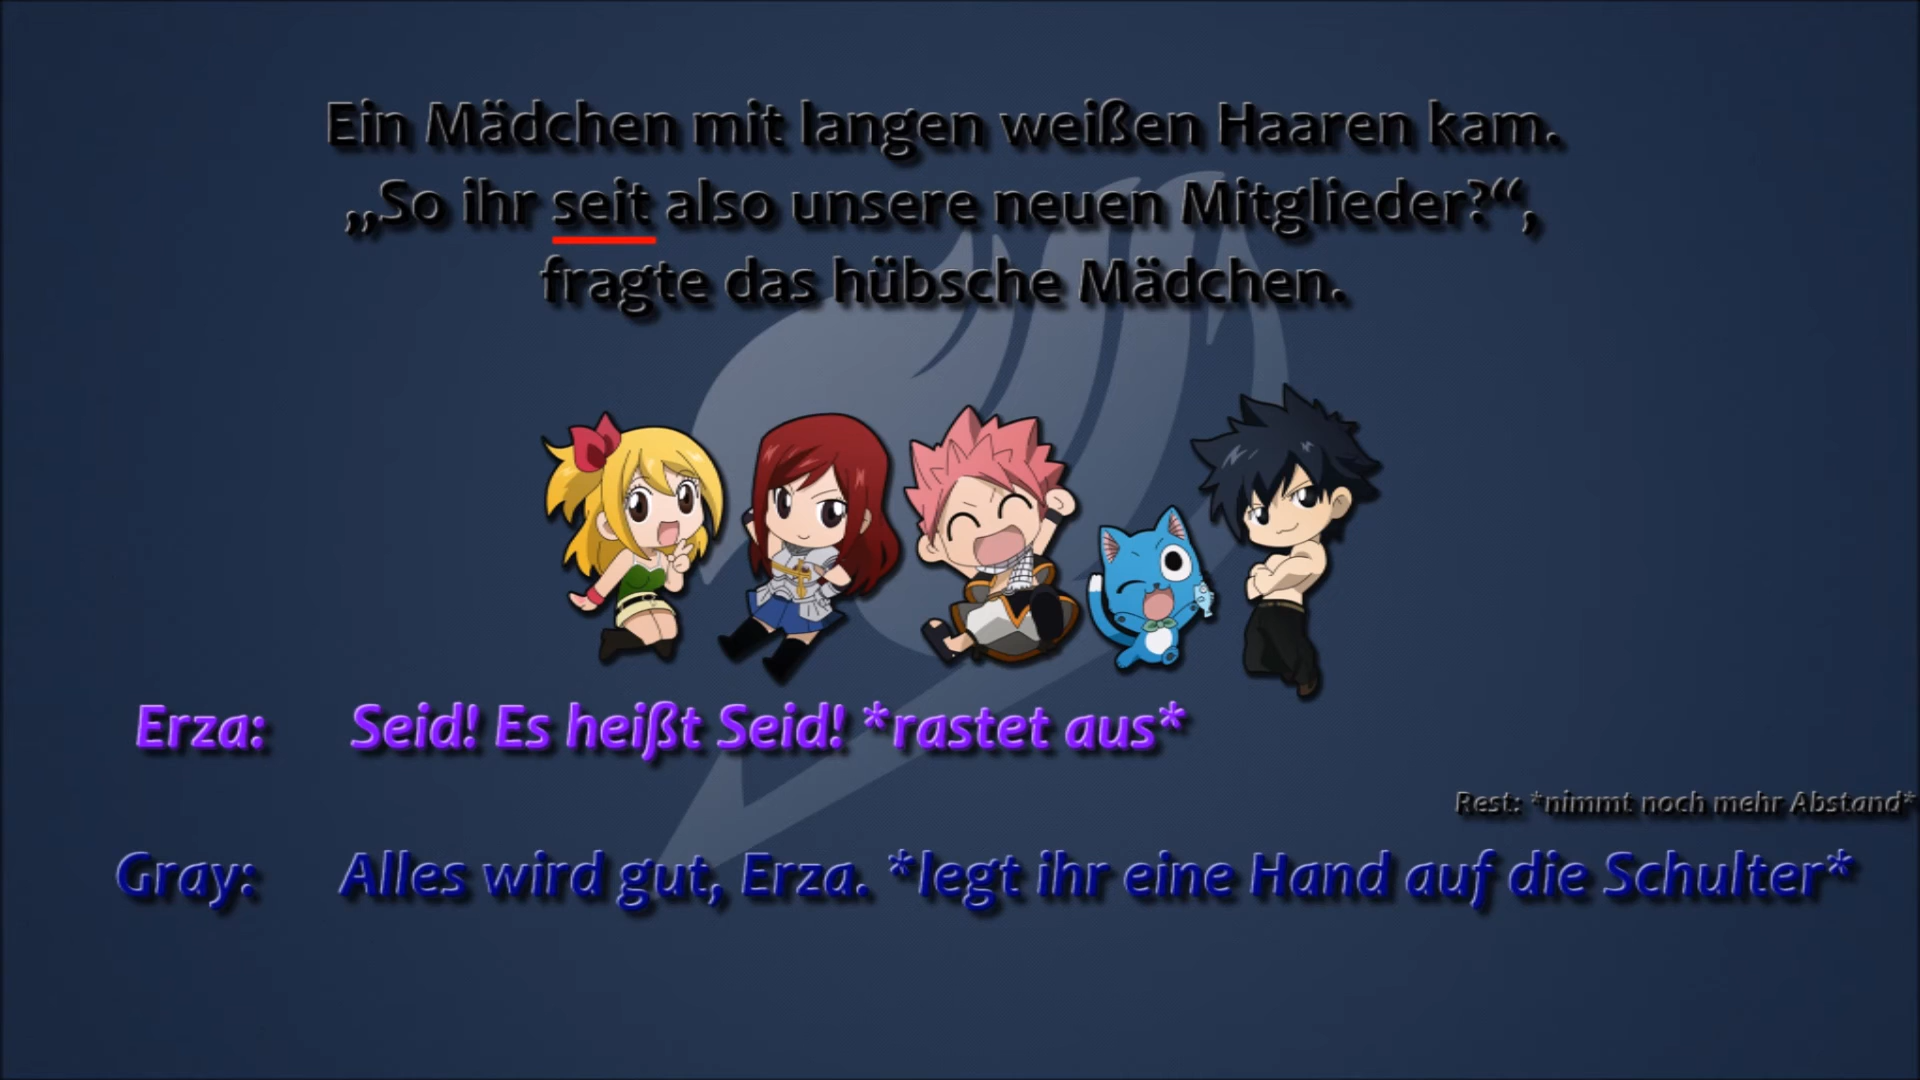 Ein Mädchen mit langen weißen Haaren kam.
„So ihr seit also unsere neuen Mitglieder?“,
fragte das hübsche Mädchen.
Erza: Seid! Es heißt Seid! *rastet aus*
Rest: *nimmt noch mehr Abstand*
Gray: Alles wird gut, Erza. *legt ihr eine Hand auf die Schulter*